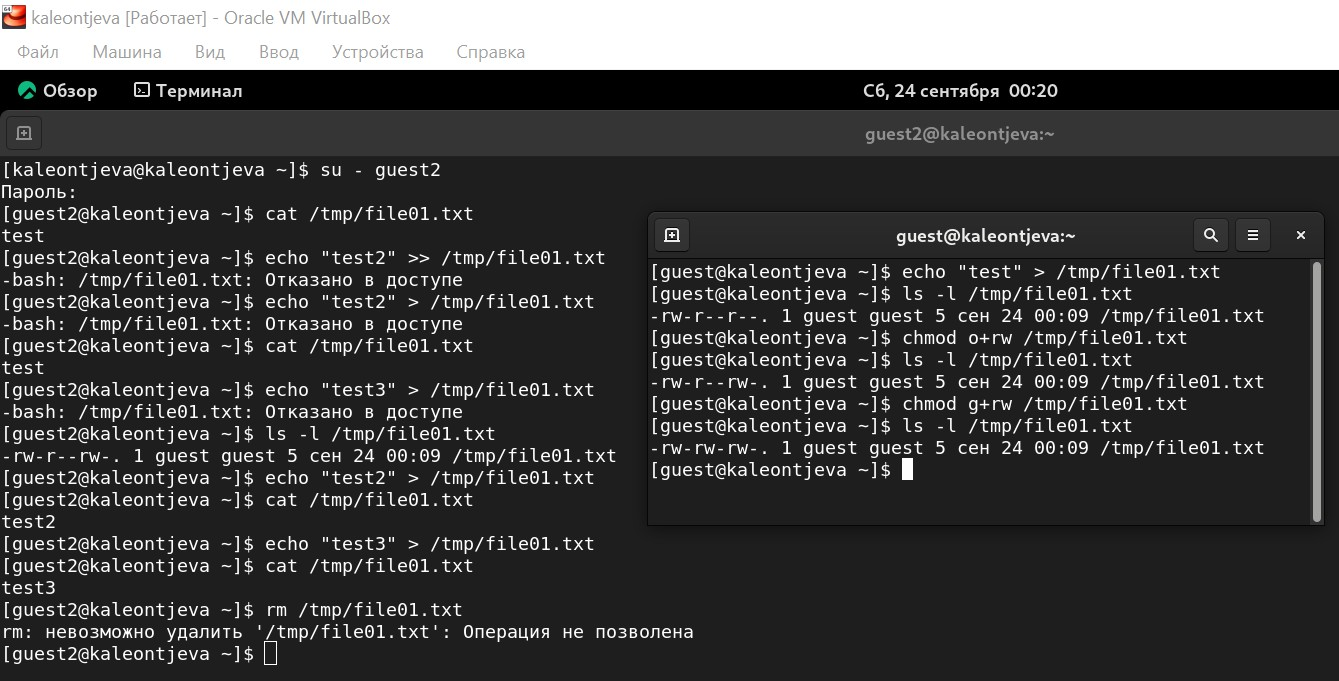 kaleontjeva [Работает] - Oracle VM VirtualBox
Файл Машина Вид Ввод Устройства Справка
Обзор Терминал Сб, 24 сентября 00:20
guest2@kaleontjeva:~
[kaleontjeva@kaleontjeva ~]$ su - guest2
Пароль:
[guest2@kaleontjeva ~]$ cat /tmp/file01.txt
test
[guest2@kaleontjeva ~]$ echo "test2" >> /tmp/file01.txt
-bash: /tmp/file01.txt: Отказано в доступе
[guest2@kaleontjeva ~]$ echo "test2" > /tmp/file01.txt
-bash: /tmp/file01.txt: Отказано в доступе
[guest2@kaleontjeva ~]$ cat /tmp/file01.txt
test
[guest2@kaleontjeva ~]$ echo "test3" > /tmp/file01.txt
-bash: /tmp/file01.txt: Отказано в доступе
[guest2@kaleontjeva ~]$ ls -l /tmp/file01.txt
-rw-r--rw-. 1 guest guest 5 сен 24 00:09 /tmp/file01.txt
[guest2@kaleontjeva ~]$ echo "test2" > /tmp/file01.txt
[guest2@kaleontjeva ~]$ cat /tmp/file01.txt
test2
[guest2@kaleontjeva ~]$ echo "test3" > /tmp/file01.txt
[guest2@kaleontjeva ~]$ cat /tmp/file01.txt
test3
[guest2@kaleontjeva ~]$ rm /tmp/file01.txt
rm: невозможно удалить '/tmp/file01.txt': Операция не позволена
[guest2@kaleontjeva ~]$
guest@kaleontjeva:~
[guest@kaleontjeva ~]$ echo "test" > /tmp/file01.txt
[guest@kaleontjeva ~]$ ls -l /tmp/file01.txt
-rw-r--r--. 1 guest guest 5 сен 24 00:09 /tmp/file01.txt
[guest@kaleontjeva ~]$ chmod o+rw /tmp/file01.txt
[guest@kaleontjeva ~]$ ls -l /tmp/file01.txt
-rw-r--rw-. 1 guest guest 5 сен 24 00:09 /tmp/file01.txt
[guest@kaleontjeva ~]$ chmod g+rw /tmp/file01.txt
[guest@kaleontjeva ~]$ ls -l /tmp/file01.txt
-rw-rw-rw-. 1 guest guest 5 сен 24 00:09 /tmp/file01.txt
[guest@kaleontjeva ~]$